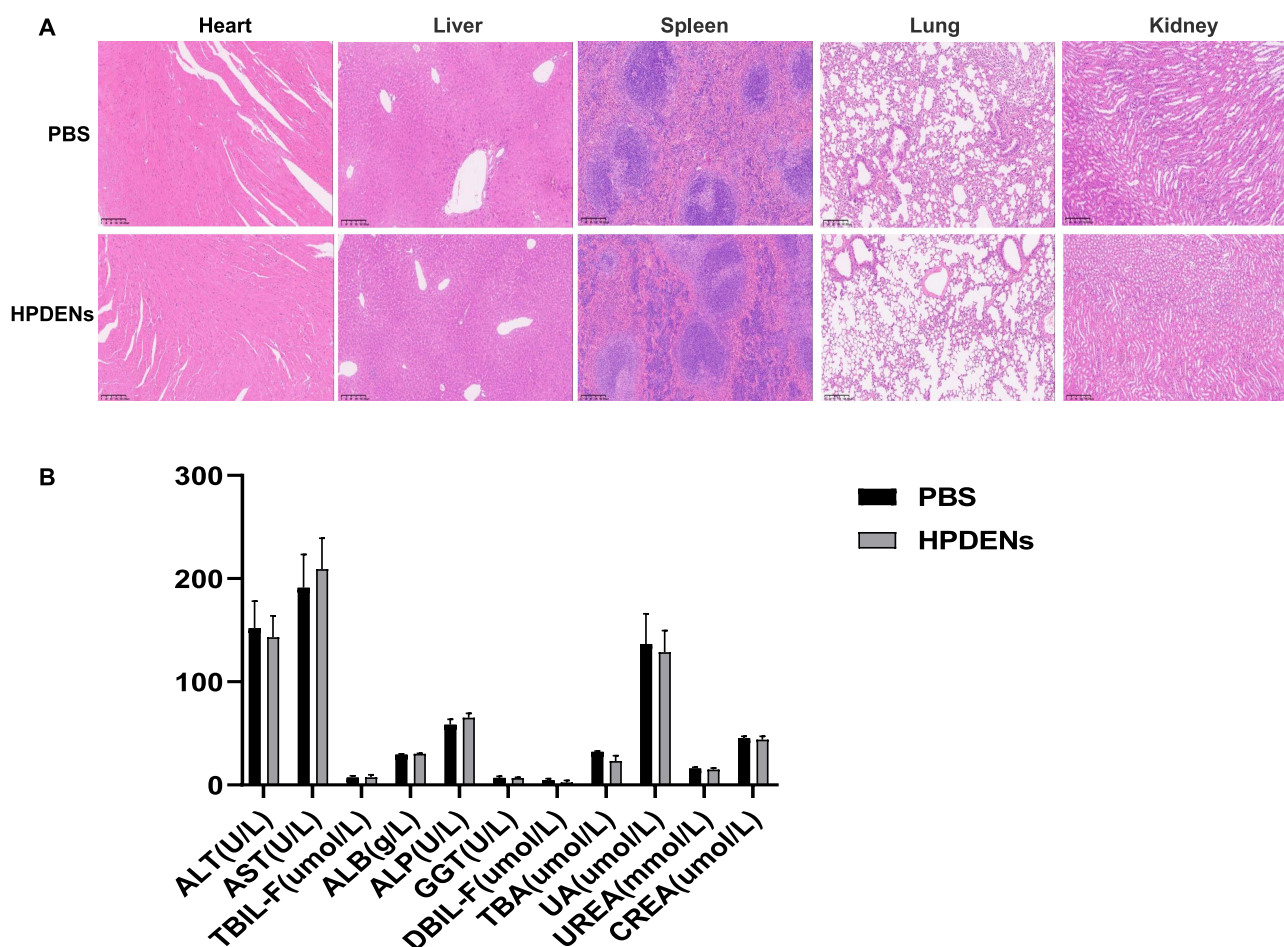 A
Heart Liver Spleen Lung Kidney
PBS
HPDENs
B
300
200
100
0
PBS
HPDENs
ALT(U/L)
AST(U/L)
TBIL-F(umol/L)
ALB(g/L)
ALP(U/L)
GGT(U/L)
DBIL-F(umol/L)
TBA(umol/L)
UA(umol/L)
UREA(mmol/L)
CREA(umol/L)